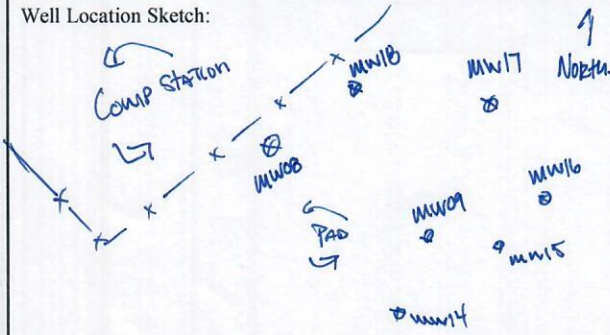 Well Location Sketch:
MW18
MW17
North
Comp Station
MW08
MW16
MW09
PAD
MW15
MW14